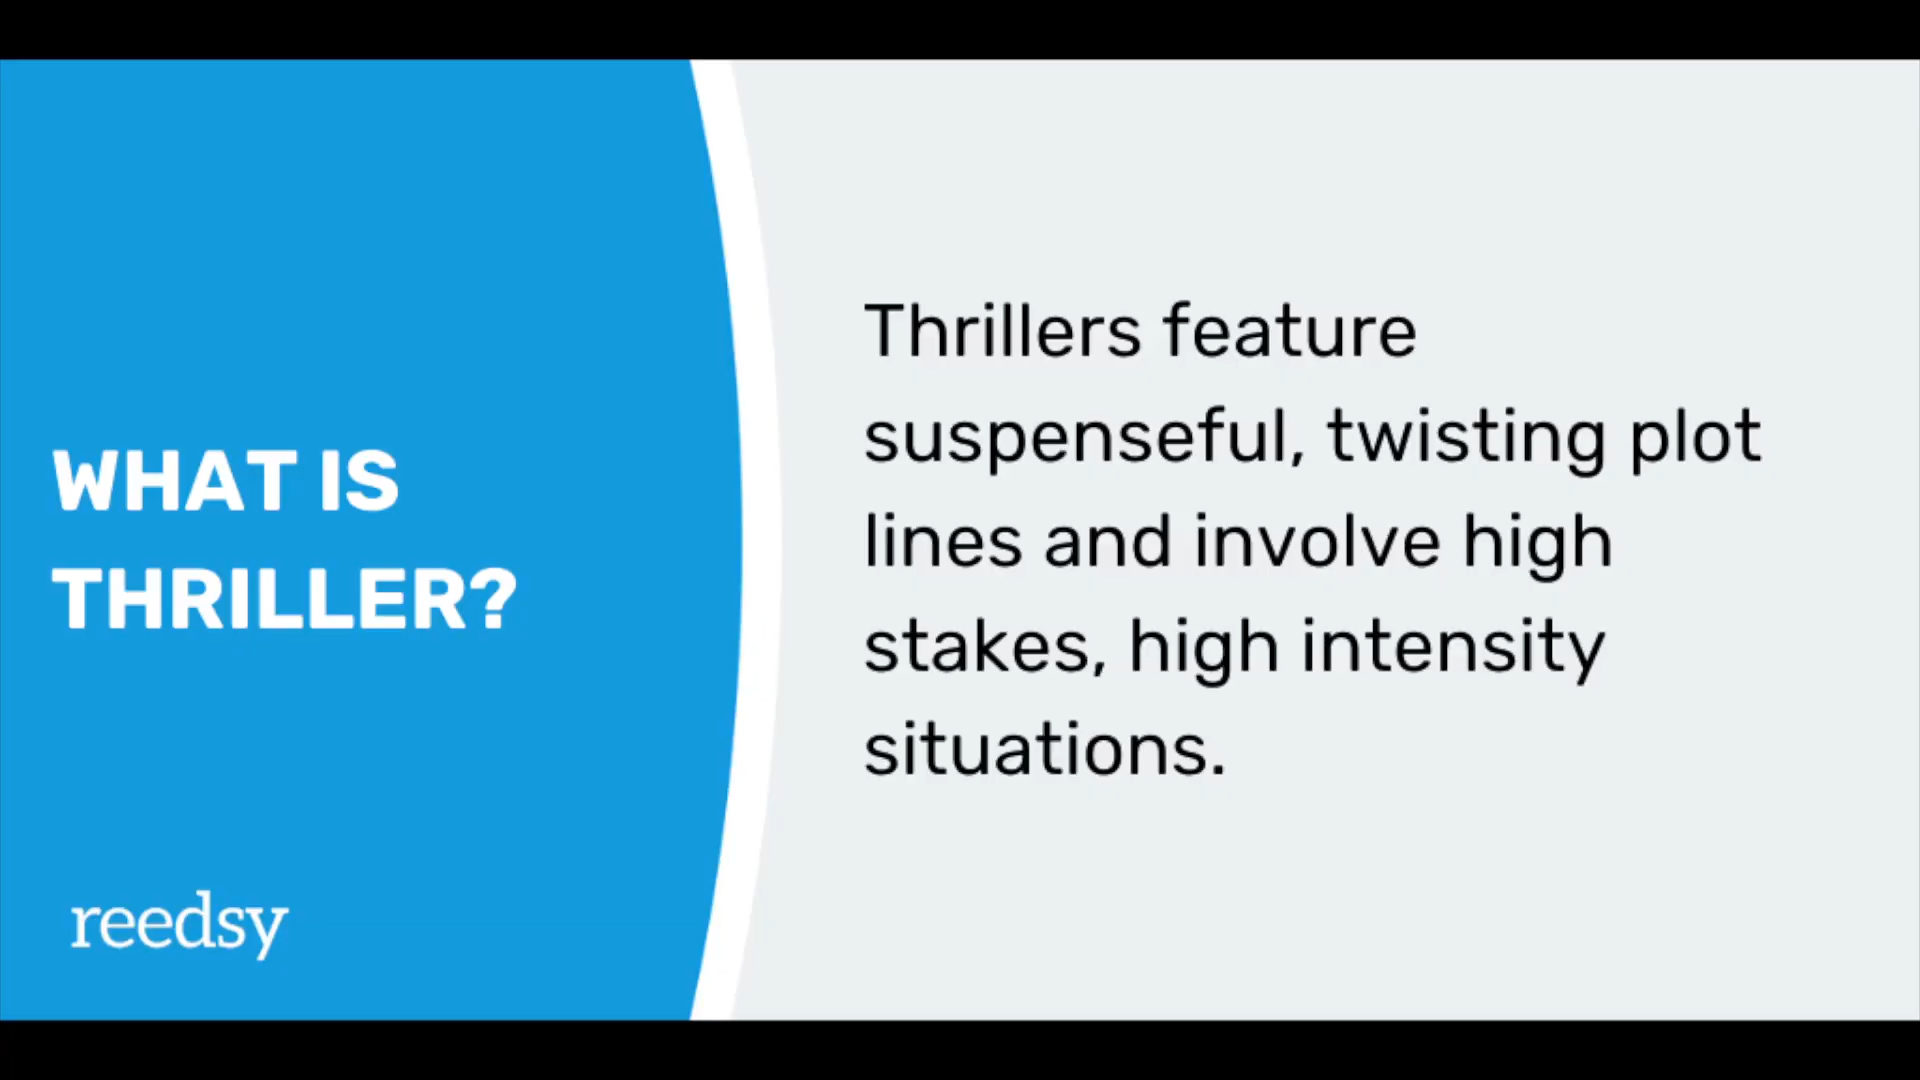 WHAT IS
THRILLER?
reedsy
Thrillers feature
suspenseful, twisting plot
lines and involve high
stakes, high intensity
situations.